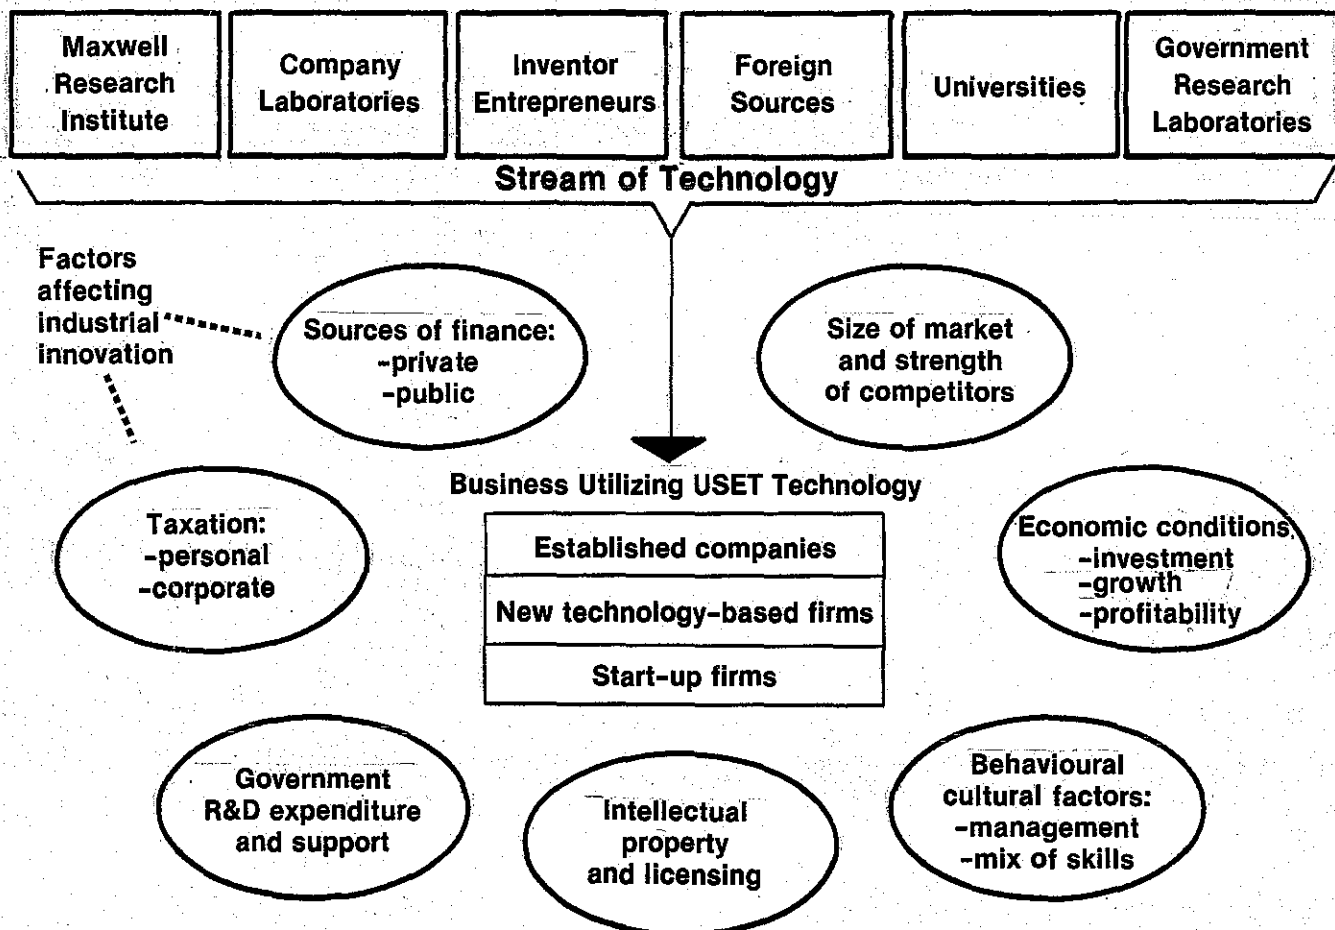 Maxwell
Research
Institute
Company
Laboratories
Inventor
Entrepreneurs
Foreign
Sources
Universities
Government
Research
Laboratories
Stream of Technology
Factors
affecting
industrial
innovation
Sources of finance:
-private
-public
Size of market
and strength
of competitors
Business Utilizing USET Technology
Established companies
New technology-based firms
Start-up firms
Taxation:
-personal
-corporate
Economic conditions
-investment
-growth
-profitability
Government
R&D expenditure
and support
Intellectual
property
and licensing
Behavioural
cultural factors:
-management
-mix of skills